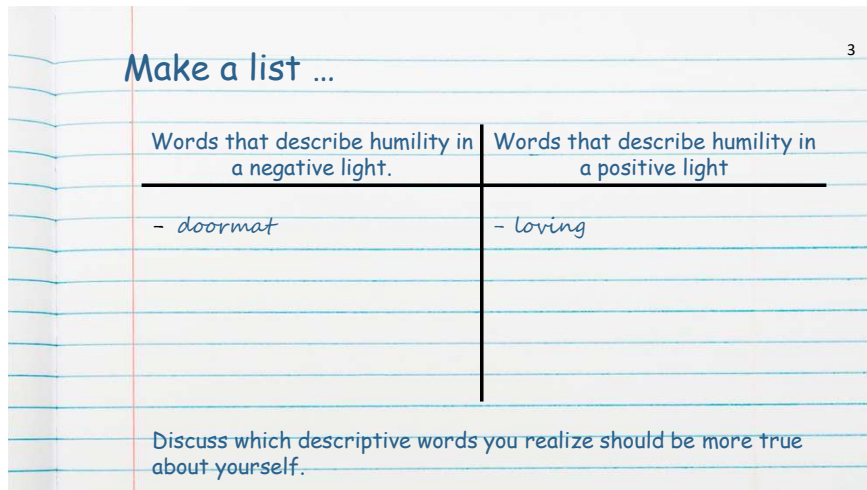 3
Make a list ...
Words that describe humility in
a negative light.
Words that describe humility in
a positive light
- doormat
- loving
Discuss which descriptive words you realize should be more true
about yourself.